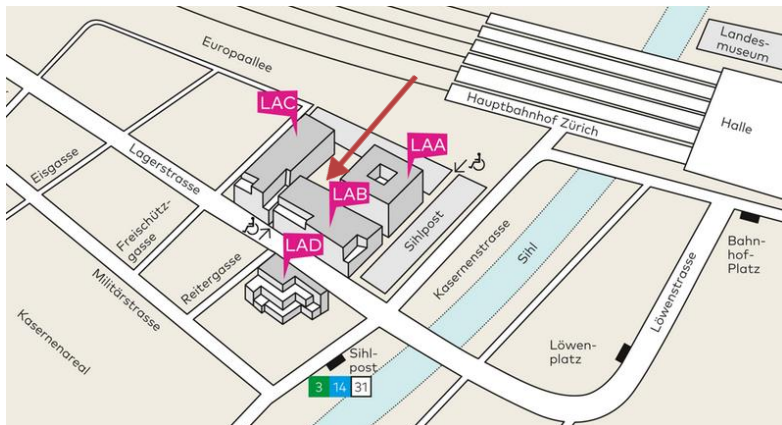 Landes-
museum
Europaallee
LAC
Hauptbahnhof Zürich
Halle
LAA
Eisgasse
Lagerstrasse
LAB
Freischütz-
gasse
Sihlpost
Kasernenstrasse
Sihl
LAD
Bahn-
hof-
Platz
Reitergasse
Militärstrasse
Löwenstrasse
Kasernenareal
Löwen-
platz
Sihl-
post
3 14 31